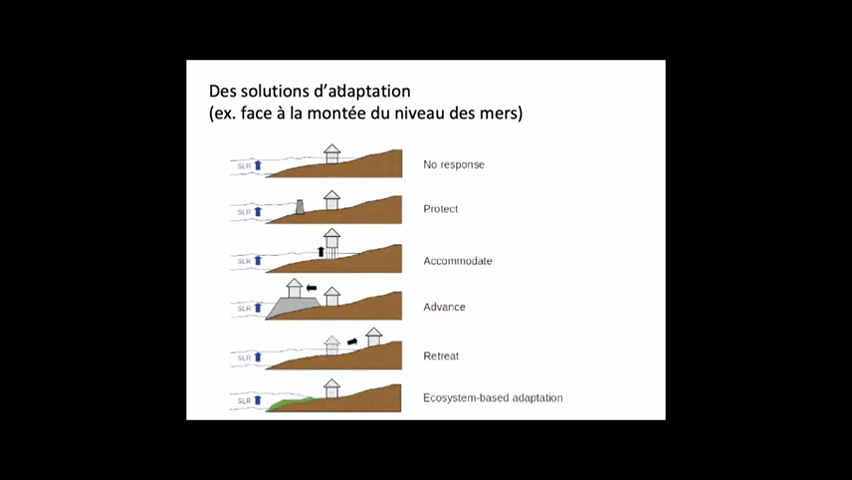 Des solutions d'adaptation
(ex. face à la montée du niveau des mers)
SLR
No response
SLR
Protect
SLR
Accommodate
SLR
Advance
SLR
Retreat
SLR
Ecosystem-based adaptation